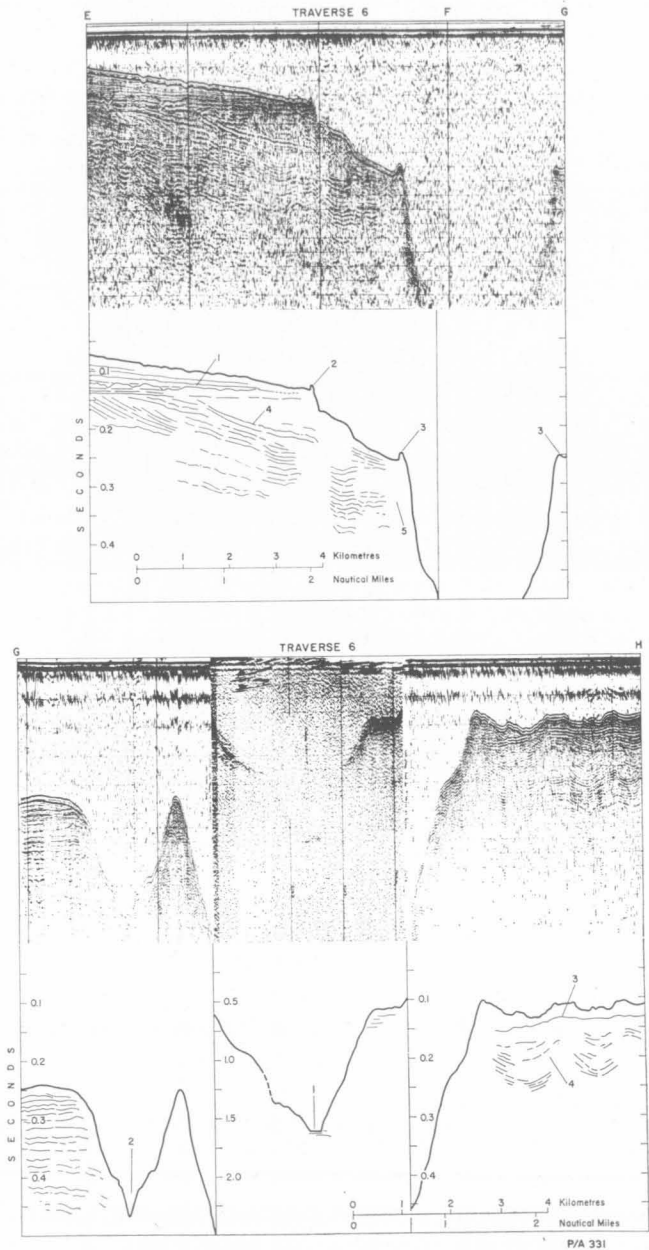 TRAVERSE 6
E F G
1
2
0.1
4
0.2
3 3
SECONDS
0.3
5
0.4
0 1 2 3 4 Kilometres
0 1 2 Nautical Miles
TRAVERSE 6
G H
0.1 0.5 0.1 3
0.2 1.0 0.2
SECONDS
4
0.3 1.5 1 0.3
2
0.4 2.0 0.4
0 1 2 3 4 Kilometres
0 1 2 Nautical Miles
P/A 331